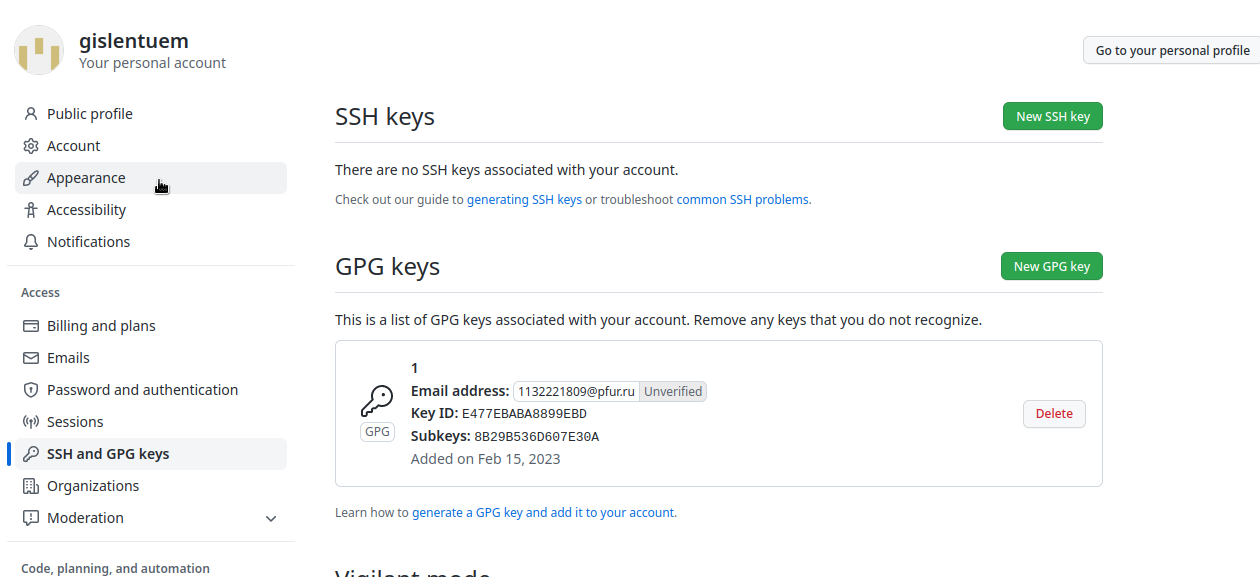 gislentuem
Your personal account
Go to your personal profile
Public profile
Account
Appearance
Accessibility
Notifications
Access
Billing and plans
Emails
Password and authentication
Sessions
SSH and GPG keys
Organizations
Moderation
Code, planning, and automation
SSH keys
New SSH key
There are no SSH keys associated with your account.
Check out our guide to generating SSH keys or troubleshoot common SSH problems.
GPG keys
New GPG key
This is a list of GPG keys associated with your account. Remove any keys that you do not recognize.
GPG
1
Email address: 1132221809@pfur.ru Unverified
Key ID: E477EBABA8899EBD
Subkeys: 8B29B536D607E30A
Added on Feb 15, 2023
Delete
Learn how to generate a GPG key and add it to your account.
Vigilant mode